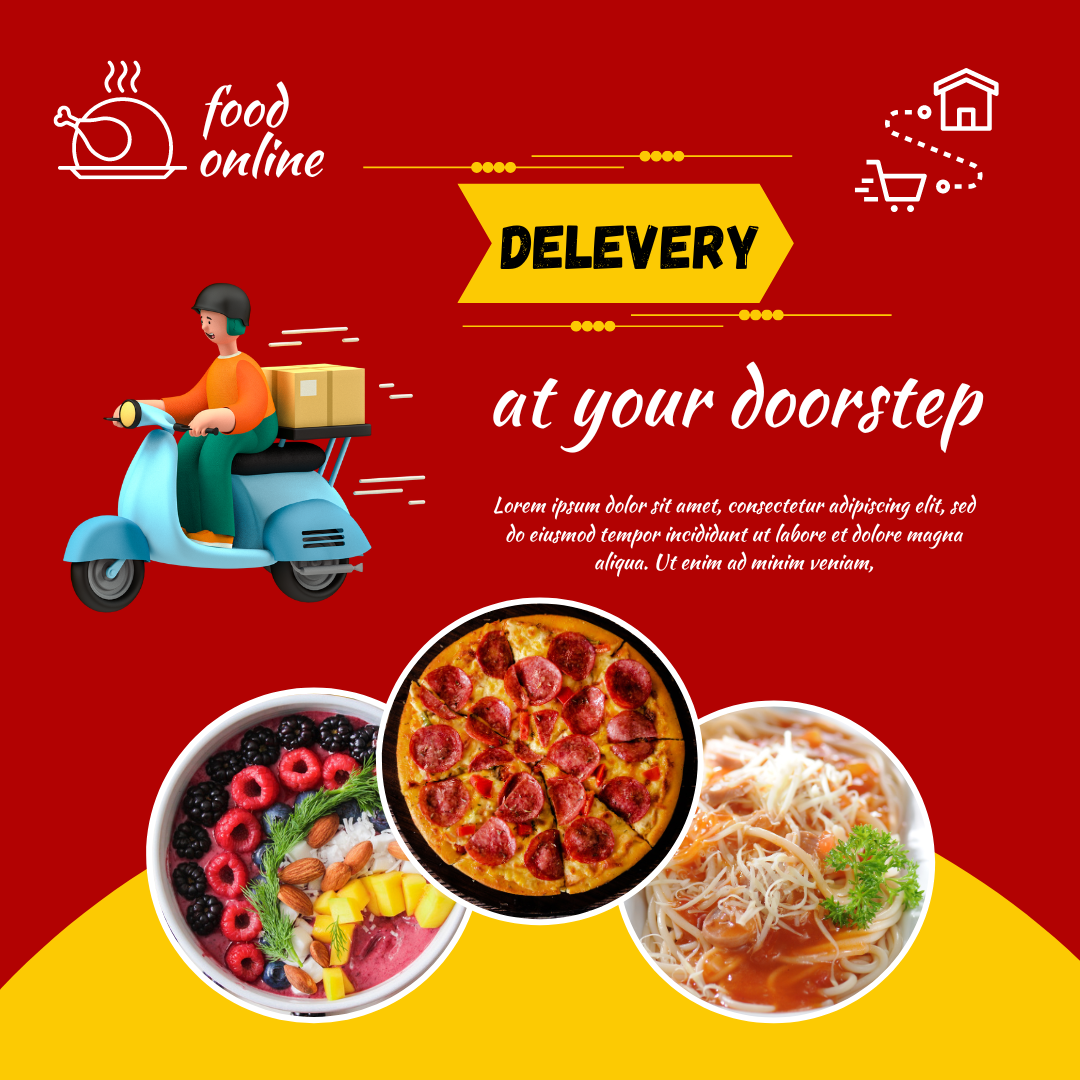 food
online
DELEVERY
at your doorstep
Lorem ipsum dolor sit amet, consectetur adipiscing elit, sed
do eiusmod tempor incididunt ut labore et dolore magna
aliqua. Ut enim ad minim veniam,